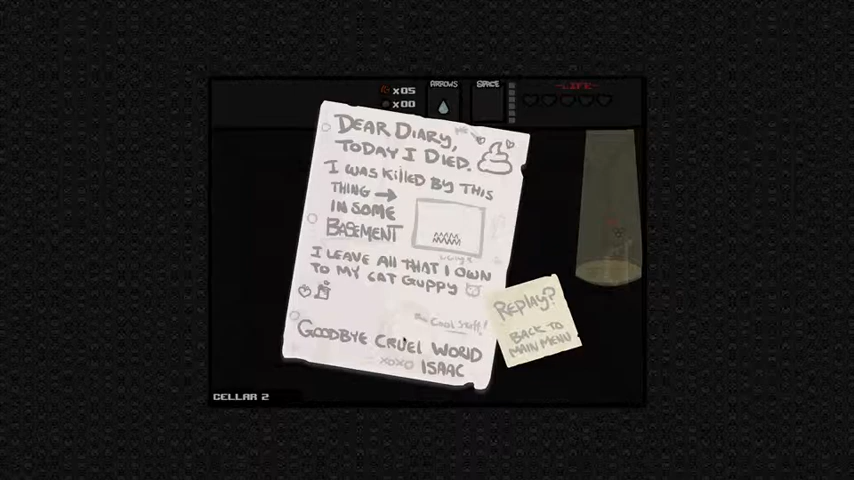 x05
ARROWS
SPACE
-LIFE-
x00
DEAR DIARY,
ME
TODAY I DIED.
I WAS KILLED BY THIS
THING
IN SOME
BASEMENT
I LEAVE ALL THAT I OWN
TO MY CAT GUPPY
COOL STUFF!
GOODBYE CRUEL WORLD
XOXO ISAAC
REPLAY?
BACK TO
MAIN MENU
CELLAR 2